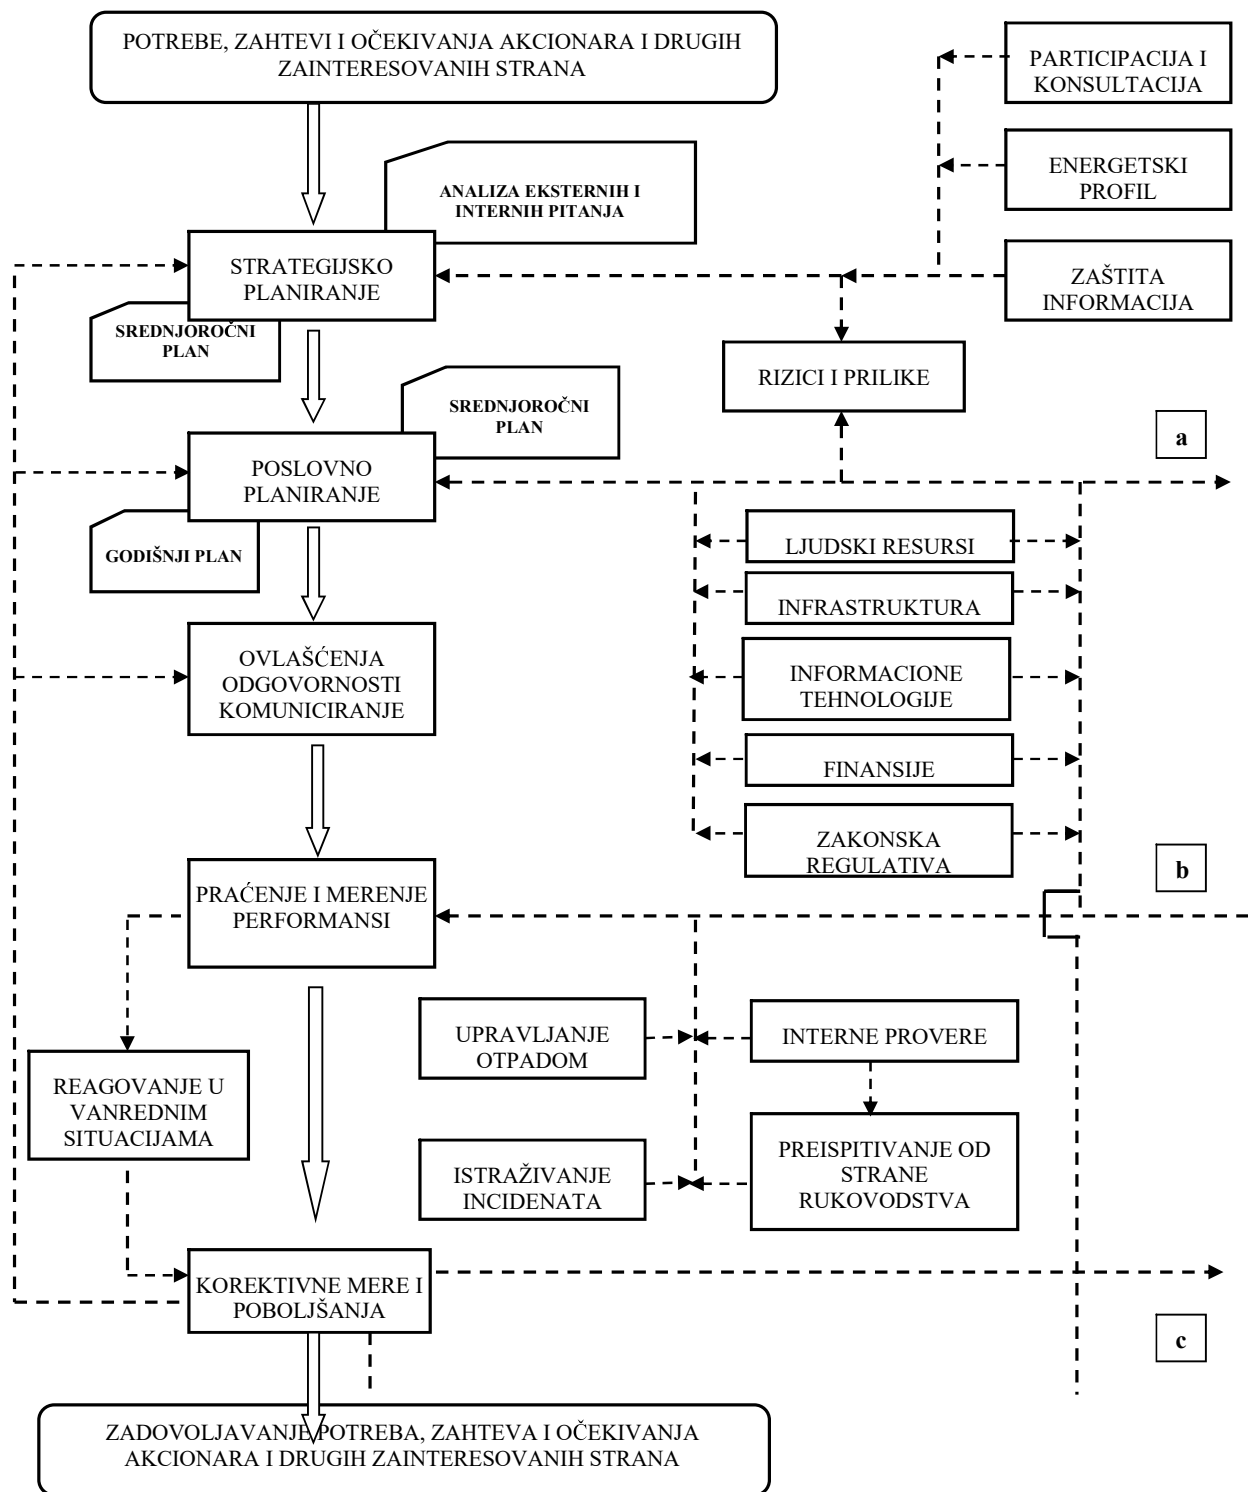 POTREBE, ZAHTEVI I OČEKIVANJA AKCIONARA I DRUGIH
ZAINTERESOVANIH STRANA
PARTICIPACIJA I
KONSULTACIJA
ENERGETSKI
PROFIL
ANALIZA EKSTERNIH I
INTERNIH PITANJA
STRATEGIJSKO
PLANIRANJE
ZAŠTITA
INFORMACIJA
SREDNJOROČNI
PLAN
RIZICI I PRILIKE
SREDNJOROČNI
PLAN
a
POSLOVNO
PLANIRANJE
GODIŠNJI PLAN
LJUDSKI RESURSI
INFRASTRUKTURA
OVLAŠĆENJA
ODGOVORNOSTI
KOMUNICIRANJE
INFORMACIONE
TEHNOLOGIJE
FINANSIJE
ZAKONSKA
REGULATIVA
b
PRAĆENJE I MERENJE
PERFORMANSI
UPRAVLJANJE
OTPADOM
INTERNE PROVERE
REAGOVANJE U
VANREDNIM
SITUACIJAMA
ISTRAŽIVANJE
INCIDENATA
PREISPITIVANJE OD
STRANE
RUKOVODSTVA
KOREKTIVNE MERE I
POBOLJŠANJA
c
ZADOVOLJAVANJE POTREBA, ZAHTEVA I OČEKIVANJA
AKCIONARA I DRUGIH ZAINTERESOVANIH STRANA